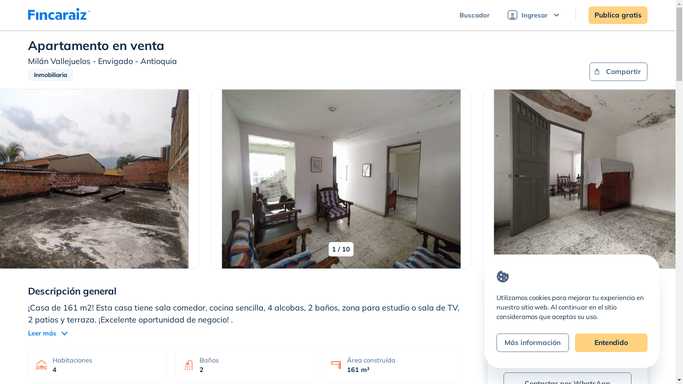 Fincaraiz
Buscador
Ingresar
Publica gratis
Apartamento en venta
Milán Vallejuelos - Envigado - Antioquia
Inmobiliaria
Compartir
1 / 10
Descripción general
¡Casa de 161 m2! Esta casa tiene sala comedor, cocina sencilla, 4 alcobas, 2 baños, zona para estudio o sala de TV,
2 patios y terraza. ¡Excelente oportunidad de negocio! .
Leer más
Habitaciones
4
Baños
2
Área construida
161 m²
Utilizamos cookies para mejorar tu experiencia en
nuestro sitio web. Al continuar en el sitio
consideramos que aceptas su uso.
Más información
Entendido
Contactar por WhatsApp